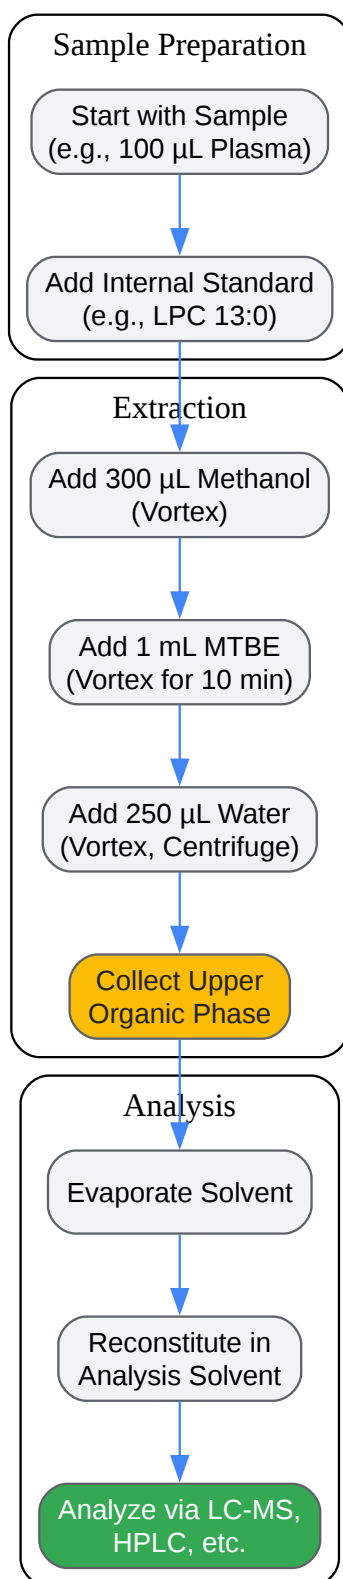 Sample Preparation
Start with Sample
(e.g., 100 µL Plasma)
Add Internal Standard
(e.g., LPC 13:0)
Extraction
Add 300 µL Methanol
(Vortex)
Add 1 mL MTBE
(Vortex for 10 min)
Add 250 µL Water
(Vortex, Centrifuge)
Collect Upper
Organic Phase
Analysis
Evaporate Solvent
Reconstitute in
Analysis Solvent
Analyze via LC-MS,
HPLC, etc.